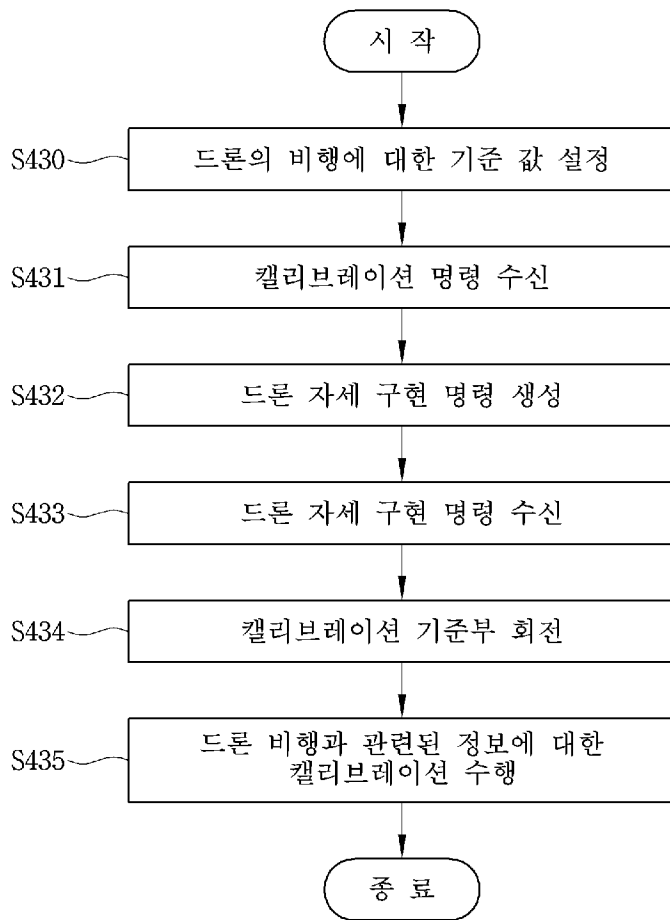 시 작
S430 드론의 비행에 대한 기준 값 설정
S431 캘리브레이션 명령 수신
S432 드론 자세 구현 명령 생성
S433 드론 자세 구현 명령 수신
S434 캘리브레이션 기준부 회전
S435 드론 비행과 관련된 정보에 대한
캘리브레이션 수행
종 료